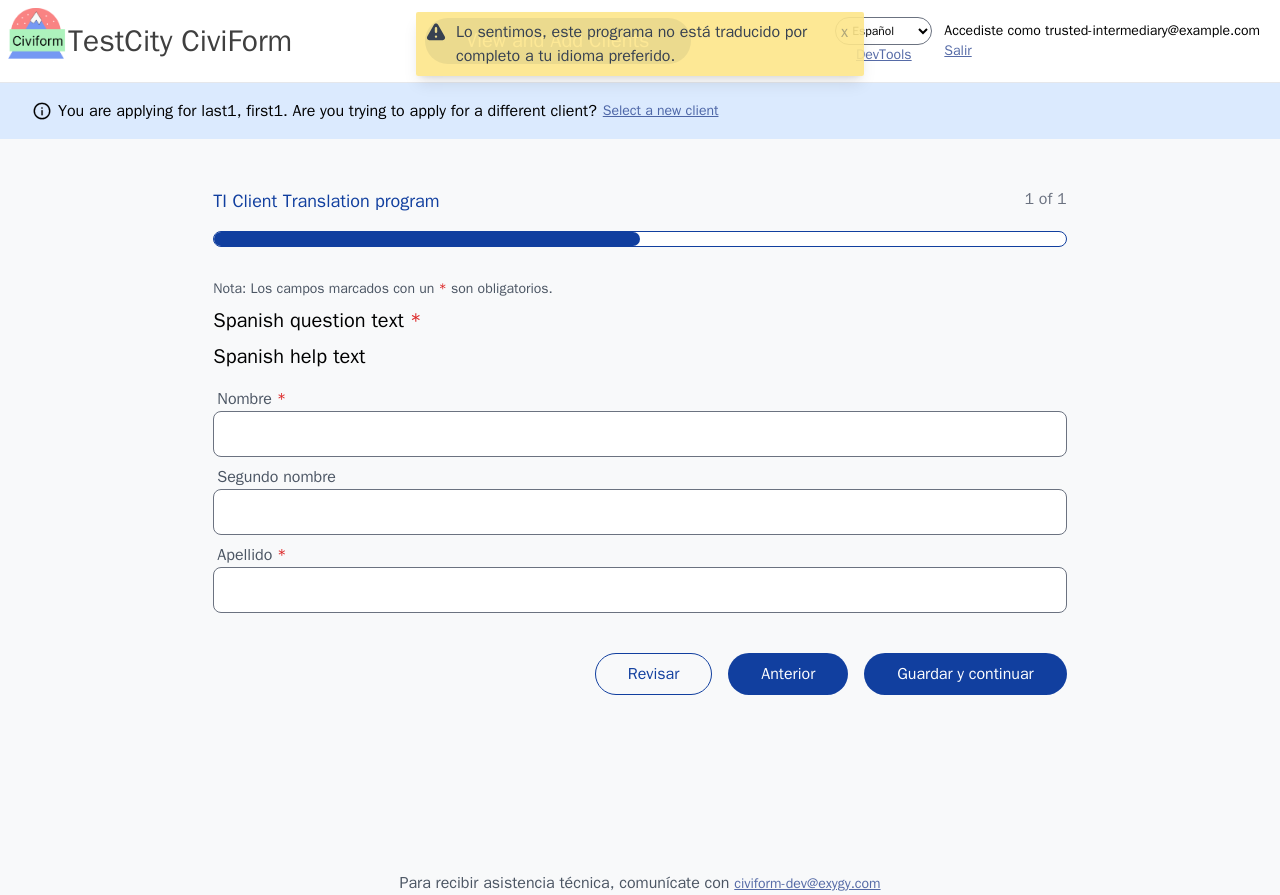 Civiform
TestCity CiviForm
View and Add Clients
Lo sentimos, este programa no está traducido por
completo a tu idioma preferido.
x
Español
DevTools
Accediste como trusted-intermediary@example.com
Salir
You are applying for last1, first1. Are you trying to apply for a different client? Select a new client
TI Client Translation program
1 of 1
Nota: Los campos marcados con un * son obligatorios.
Spanish question text *
Spanish help text
Nombre *
Segundo nombre
Apellido *
Revisar
Anterior
Guardar y continuar
Para recibir asistencia técnica, comunícate con civiform-dev@exygy.com